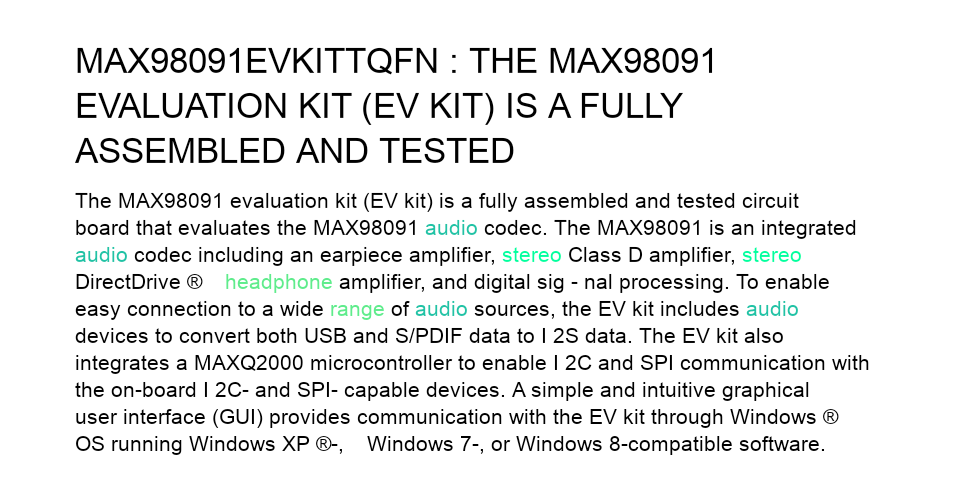 MAX98091EVKITTQFN : THE MAX98091
EVALUATION KIT (EV KIT) IS A FULLY
ASSEMBLED AND TESTED
The MAX98091 evaluation kit (EV kit) is a fully assembled and tested circuit
board that evaluates the MAX98091 audio codec. The MAX98091 is an integrated
audio codec including an earpiece amplifier, stereo Class D amplifier, stereo
DirectDrive ® headphone amplifier, and digital sig - nal processing. To enable
easy connection to a wide range of audio sources, the EV kit includes audio
devices to convert both USB and S/PDIF data to I 2S data. The EV kit also
integrates a MAXQ2000 microcontroller to enable I 2C and SPI communication with
the on-board I 2C- and SPI- capable devices. A simple and intuitive graphical
user interface (GUI) provides communication with the EV kit through Windows ®
OS running Windows XP ®-, Windows 7-, or Windows 8-compatible software.